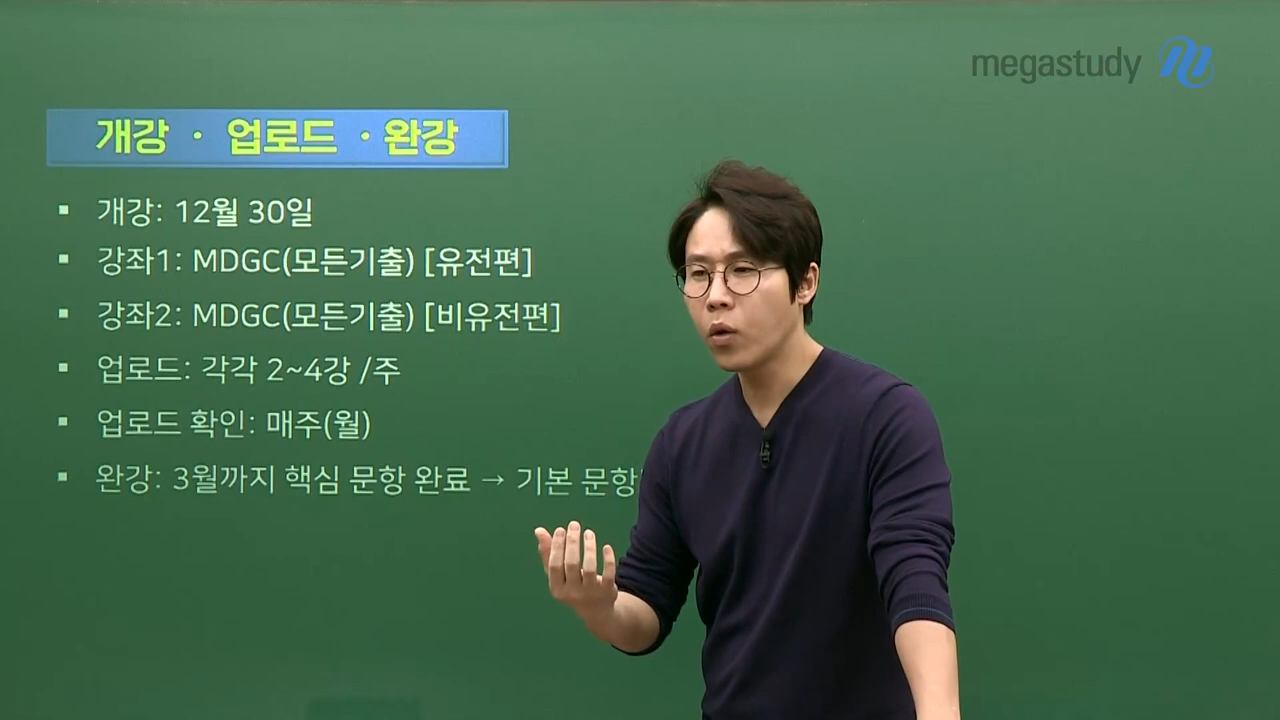 megastudy
개강 · 업로드 · 완강
▪ 개강: 12월 30일
▪ 강좌1: MDGC(모든기출) [유전편]
▪ 강좌2: MDGC(모든기출) [비유전편]
▪ 업로드: 각각 2~4강 /주
▪ 업로드 확인: 매주(월)
▪ 완강: 3월까지 핵심 문항 완료 → 기본 문항